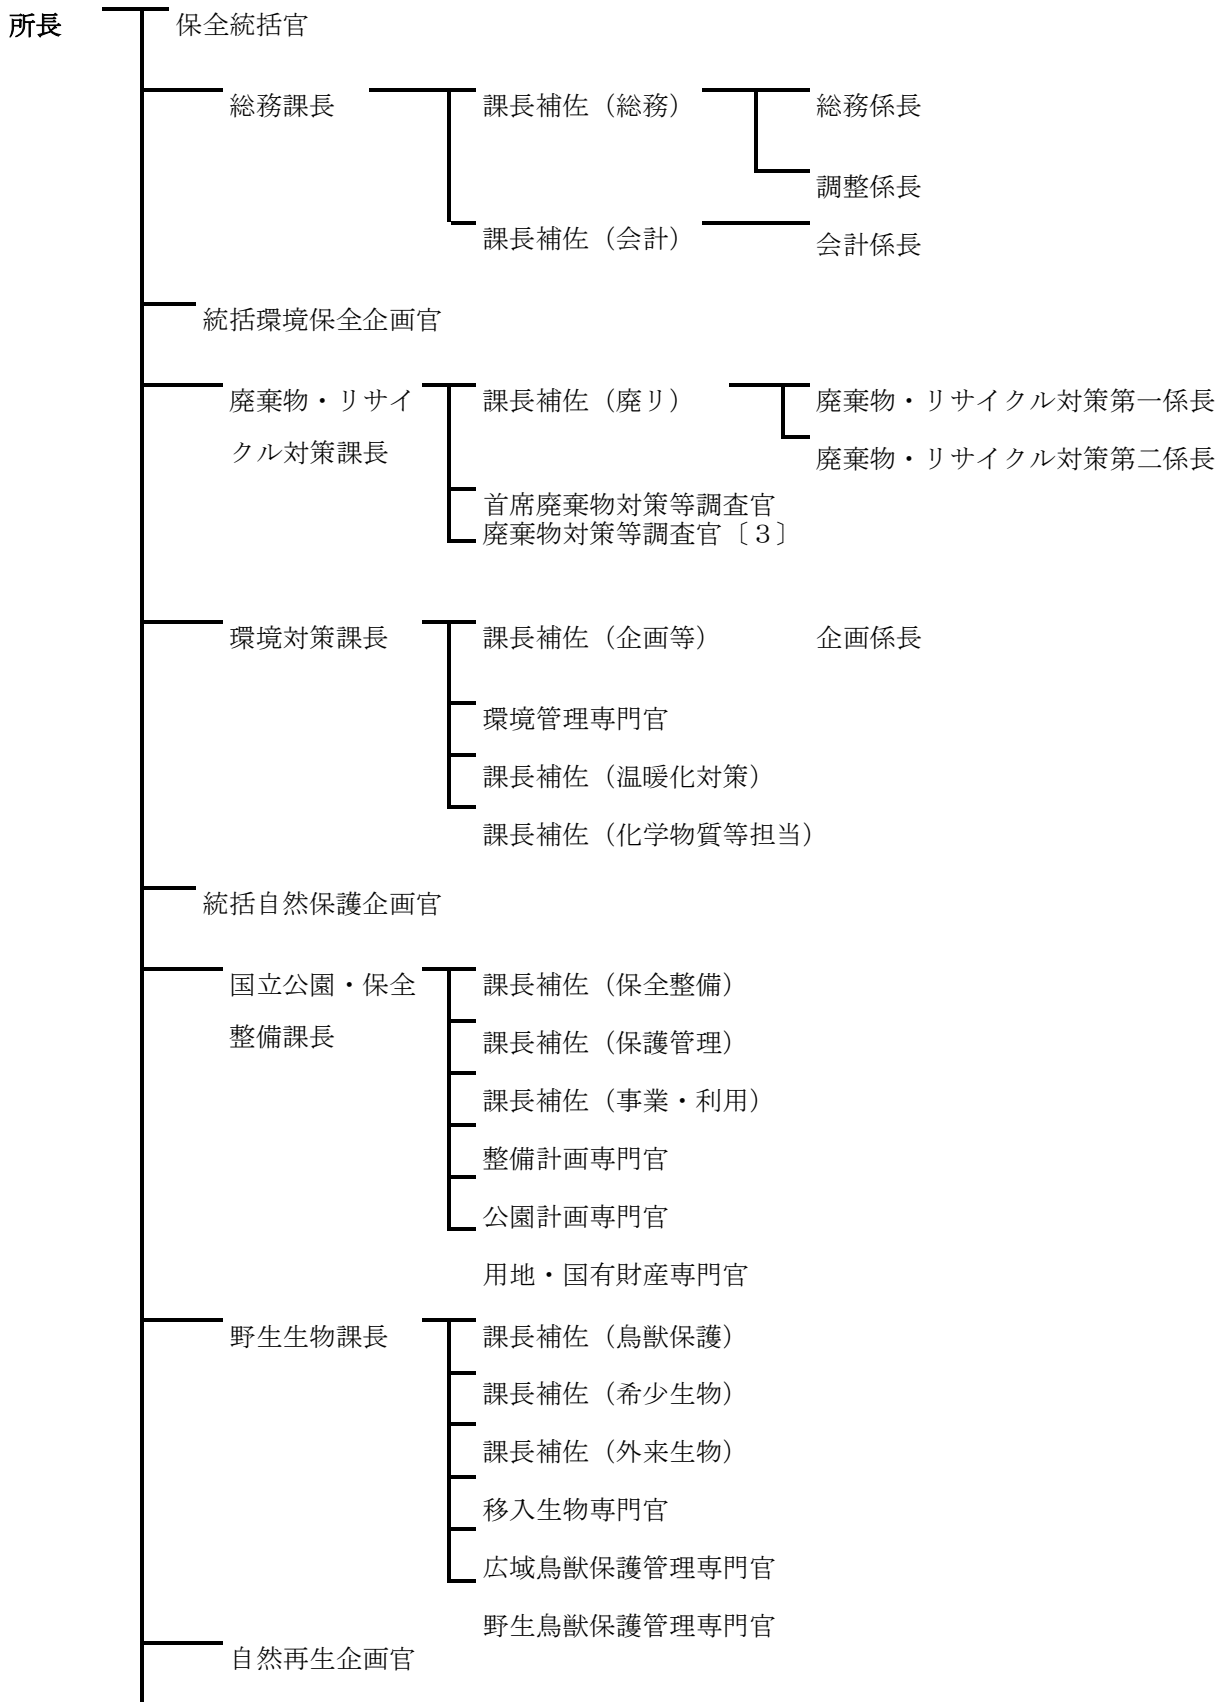 所長 保全統括官
総務課長 課長補佐（総務） 総務係長
調整係長
課長補佐（会計） 会計係長
統括環境保全企画官
廃棄物・リサイ 課長補佐（廃リ） 廃棄物・リサイクル対策第一係長
クル対策課長 廃棄物・リサイクル対策第二係長
首席廃棄物対策等調査官
廃棄物対策等調査官〔３〕
環境対策課長 課長補佐（企画等） 企画係長
環境管理専門官
課長補佐（温暖化対策）
課長補佐（化学物質等担当）
統括自然保護企画官
国立公園・保全 課長補佐（保全整備）
整備課長 課長補佐（保護管理）
課長補佐（事業・利用）
整備計画専門官
公園計画専門官
用地・国有財産専門官
野生生物課長 課長補佐（鳥獣保護）
課長補佐（希少生物）
課長補佐（外来生物）
移入生物専門官
広域鳥獣保護管理専門官
野生鳥獣保護管理専門官
自然再生企画官